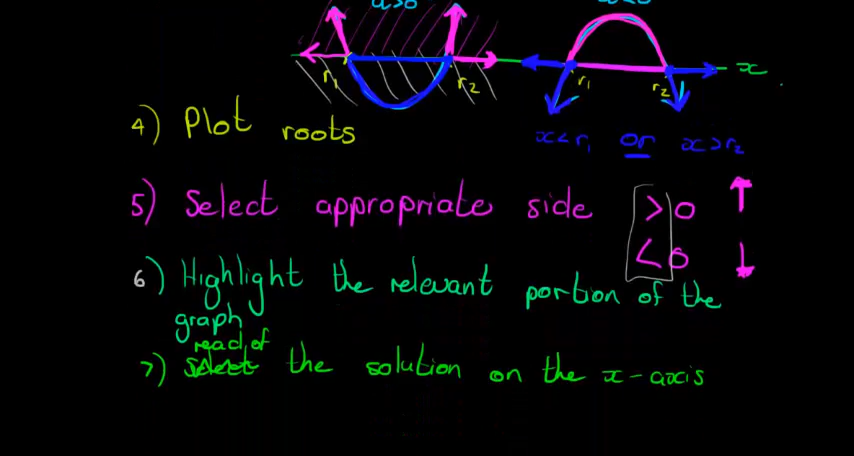 a>0
r1 r2 r1 r2 x
4) Plot roots
x<r1 or x>r2
5) Select appropriate side >0
<0
6) Highlight the relevant portion of the
graph
read of
7) select the solution on the x-axis